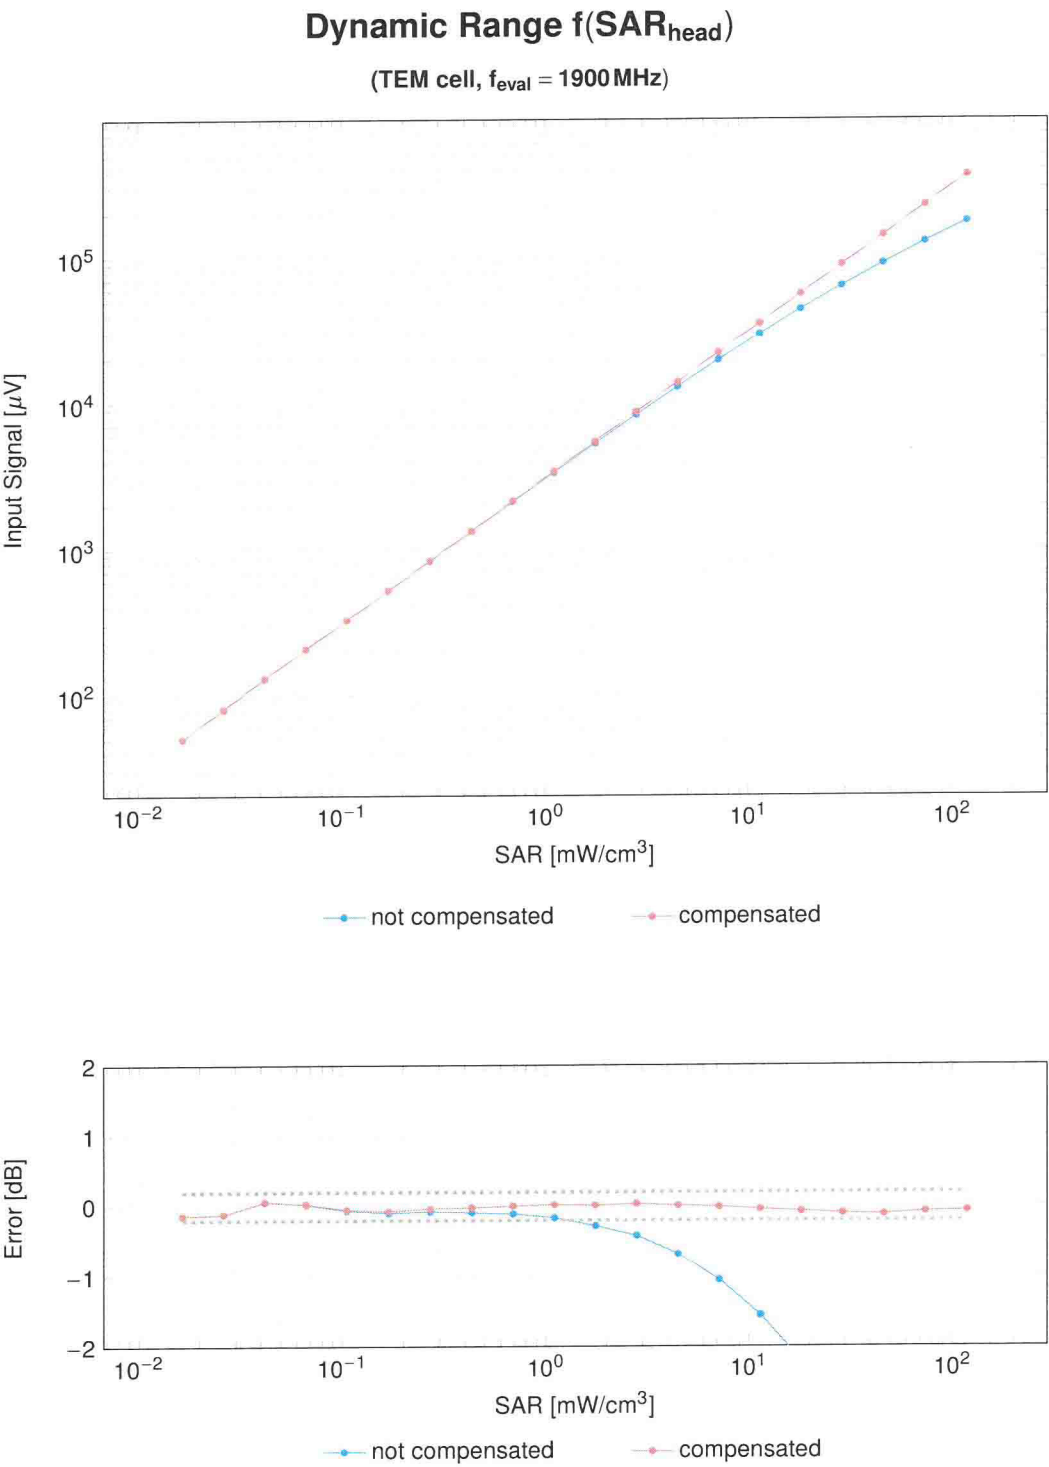 Dynamic Range f(SAR_head)
(TEM cell, f_eval = 1900 MHz)
Input Signal [μV]
10^5
10^4
10^3
10^2
10^−2 10^−1 10^0 10^1 10^2
SAR [mW/cm^3]
not compensated compensated
Error [dB]
2
1
0
−1
−2
10^−2 10^−1 10^0 10^1 10^2
SAR [mW/cm^3]
not compensated compensated